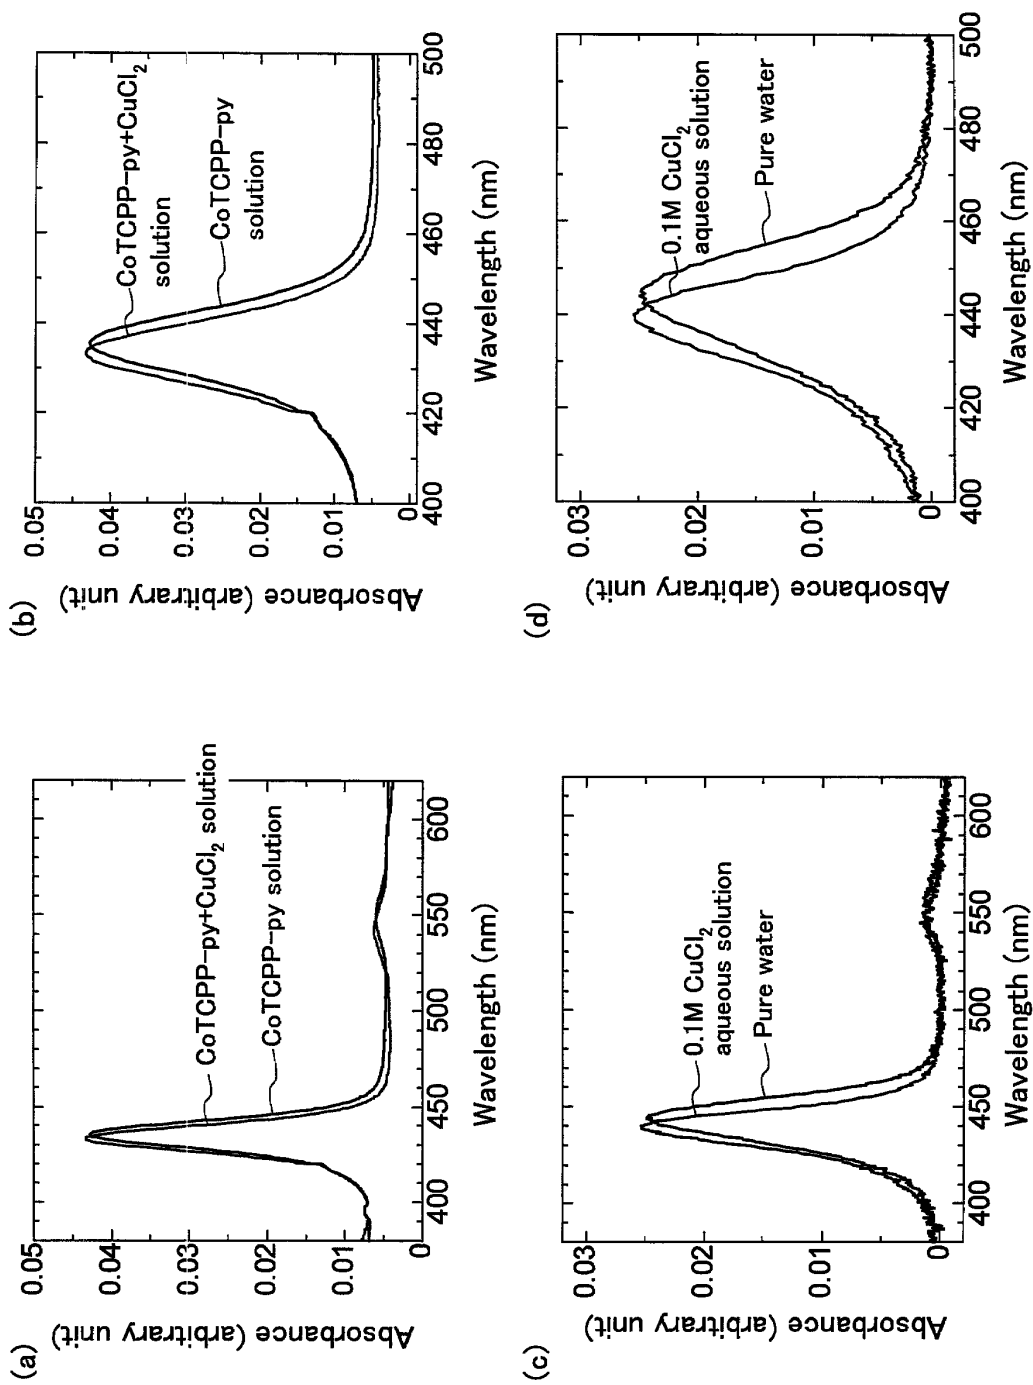 (a)
Absorbance (arbitrary unit)
0.05
0.04
0.03
0.02
0.01
0
CoTCPP-py+CuCl2 solution
CoTCPP-py solution
400
450
500
550
600
Wavelength (nm)
(b)
Absorbance (arbitrary unit)
0.05
0.04
0.03
0.02
0.01
0
CoTCPP-py+CuCl2
solution
CoTCPP-py
solution
400
420
440
460
480
500
Wavelength (nm)
(c)
Absorbance (arbitrary unit)
0.03
0.02
0.01
0
0.1M CuCl2
aqueous solution
Pure water
400
450
500
550
600
Wavelength (nm)
(d)
Absorbance (arbitrary unit)
0.03
0.02
0.01
0
0.1M CuCl2
aqueous solution
Pure water
400
420
440
460
480
500
Wavelength (nm)